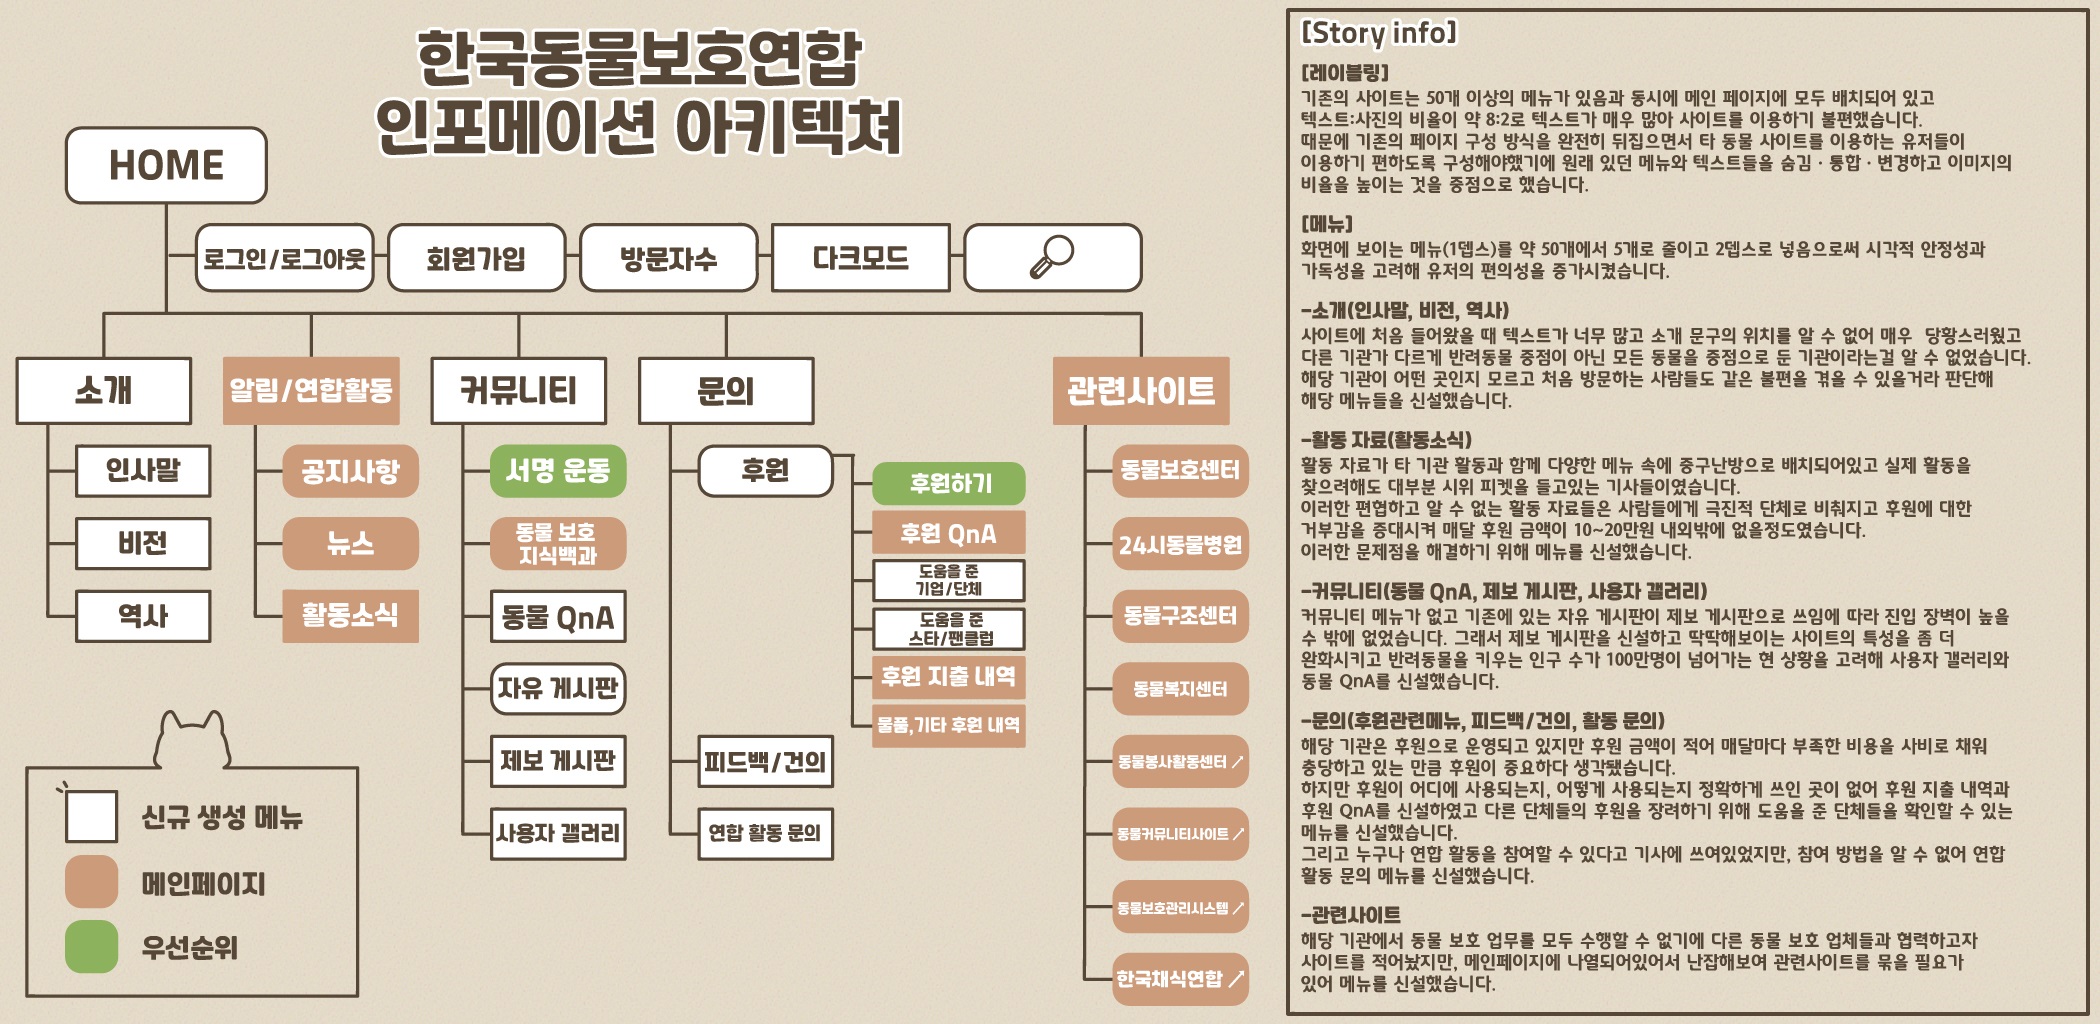 한국동물보호연합
인포메이션 아키텍쳐
HOME
로그인/로그아웃
회원가입
방문자수
다크모드
소개
알림/연합활동
커뮤니티
문의
관련사이트
인사말
비전
역사
공지사항
뉴스
활동소식
서명 운동
동물 보호
지식백과
동물 QnA
자유 게시판
제보 게시판
사용자 갤러리
후원
후원하기
후원 QnA
도움을 준
기업/단체
도움을 준
스타/팬클럽
후원 지출 내역
물품,기타 후원 내역
피드백/건의
연합 활동 문의
동물보호센터
24시동물병원
동물구조센터
동물복지센터
동물봉사활동센터 ↗
동물커뮤니티사이트 ↗
동물보호관리시스템 ↗
한국채식연합 ↗
신규 생성 메뉴
메인페이지
우선순위
[Story info]
[레이블링]
기존의 사이트는 50개 이상의 메뉴가 있음과 동시에 메인 페이지에 모두 배치되어 있고
텍스트:사진의 비율이 약 8:2로 텍스트가 매우 많아 사이트를 이용하기 불편했습니다.
때문에 기존의 페이지 구성 방식을 완전히 뒤집으면서 타 동물 사이트를 이용하는 유저들이
이용하기 편하도록 구성해야했기에 원래 있던 메뉴와 텍스트들을 숨김 · 통합 · 변경하고 이미지의
비율을 높이는 것을 중점으로 했습니다.
[메뉴]
화면에 보이는 메뉴(1뎁스)를 약 50개에서 5개로 줄이고 2뎁스로 넣음으로써 시각적 안정성과
가독성을 고려해 유저의 편의성을 증가시켰습니다.
-소개(인사말, 비전, 역사)
사이트에 처음 들어왔을 때 텍스트가 너무 많고 소개 문구의 위치를 알 수 없어 매우  당황스러웠고
다른 기관가 다르게 반려동물 중점이 아닌 모든 동물을 중점으로 둔 기관이라는걸 알 수 없었습니다.
해당 기관이 어떤 곳인지 모르고 처음 방문하는 사람들도 같은 불편을 겪을 수 있을거라 판단해
해당 메뉴들을 신설했습니다.
-활동 자료(활동소식)
활동 자료가 타 기관 활동과 함께 다양한 메뉴 속에 중구난방으로 배치되어있고 실제 활동을
찾으려해도 대부분 시위 피켓을 들고있는 기사들이였습니다.
이러한 편협하고 알 수 없는 활동 자료들은 사람들에게 극진적 단체로 비춰지고 후원에 대한
거부감을 증대시켜 매달 후원 금액이 10~20만원 내외밖에 없을정도였습니다.
이러한 문제점을 해결하기 위해 메뉴를 신설했습니다.
-커뮤니티(동물 QnA, 제보 게시판, 사용자 갤러리)
커뮤니티 메뉴가 없고 기존에 있는 자유 게시판이 제보 게시판으로 쓰임에 따라 진입 장벽이 높을
수 밖에 없었습니다. 그래서 제보 게시판을 신설하고 딱딱해보이는 사이트의 특성을 좀 더
완화시키고 반려동물을 키우는 인구 수가 100만명이 넘어가는 현 상황을 고려해 사용자 갤러리와
동물 QnA를 신설했습니다.
-문의(후원관련메뉴, 피드백/건의, 활동 문의)
해당 기관은 후원으로 운영되고 있지만 후원 금액이 적어 매달마다 부족한 비용을 사비로 채워
충당하고 있는 만큼 후원이 중요하다 생각됐습니다.
하지만 후원이 어디에 사용되는지, 어떻게 사용되는지 정확하게 쓰인 곳이 없어 후원 지출 내역과
후원 QnA를 신설하였고 다른 단체들의 후원을 장려하기 위해 도움을 준 단체들을 확인할 수 있는
메뉴를 신설했습니다.
그리고 누구나 연합 활동을 참여할 수 있다고 기사에 쓰여있었지만, 참여 방법을 알 수 없어 연합
활동 문의 메뉴를 신설했습니다.
-관련사이트
해당 기관에서 동물 보호 업무를 모두 수행할 수 없기에 다른 동물 보호 업체들과 협력하고자
사이트를 적어놨지만, 메인페이지에 나열되어있어서 난잡해보여 관련사이트를 묶을 필요가
있어 메뉴를 신설했습니다.